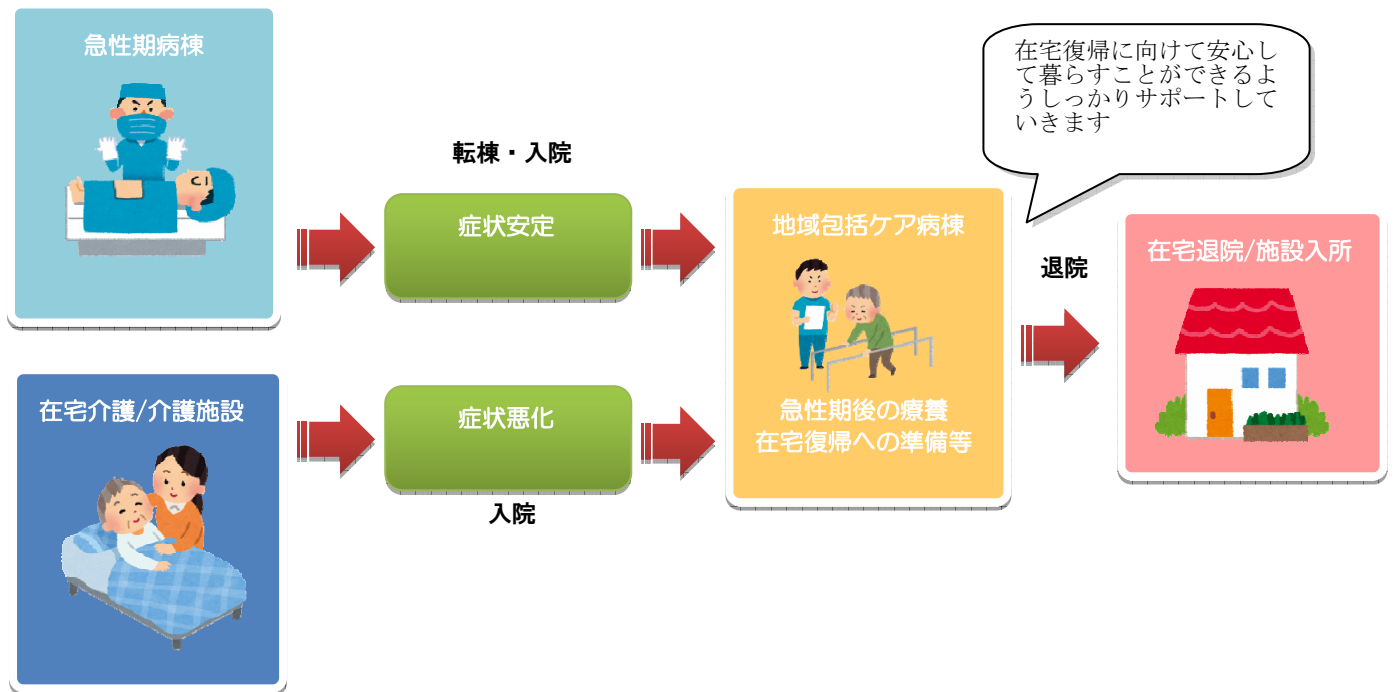 急性期病棟
転棟・入院
症状安定
在宅介護/介護施設
症状悪化
入院
地域包括ケア病棟
急性期後の療養
在宅復帰への準備等
在宅復帰に向けて安心し
て暮らすことができるよ
うしっかりサポートして
いきます
退院
在宅退院/施設入所